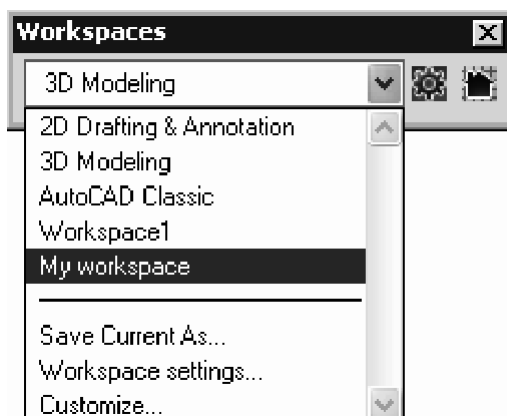 Workspaces
3D Modeling
2D Drafting & Annotation
3D Modeling
AutoCAD Classic
Workspace1
My workspace
Save Current As...
Workspace settings...
Customize...